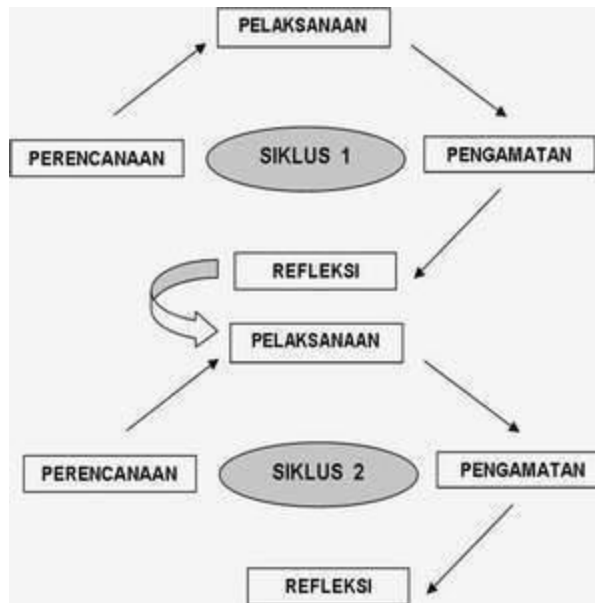 PELAKSANAAN
PERENCANAAN
SIKLUS 1
PENGAMATAN
REFLEKSI
PELAKSANAAN
PERENCANAAN
SIKLUS 2
PENGAMATAN
REFLEKSI